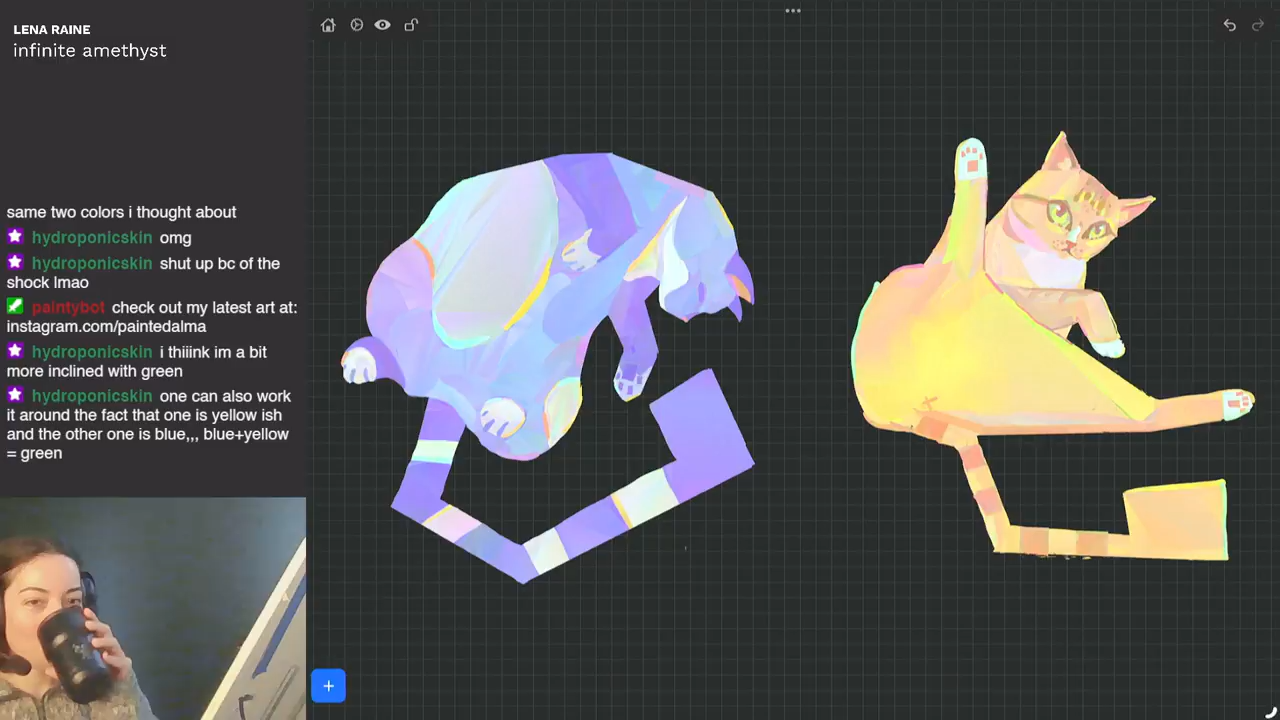 LENA RAINE
infinite amethyst
same two colors i thought about
hydroponicskin omg
hydroponicskin shut up bc of the
shock lmao
paintybot check out my latest art at:
instagram.com/paintedalma
hydroponicskin i thiiink im a bit
more inclined with green
hydroponicskin one can also work
it around the fact that one is yellow ish
and the other one is blue,,, blue+yellow
= green